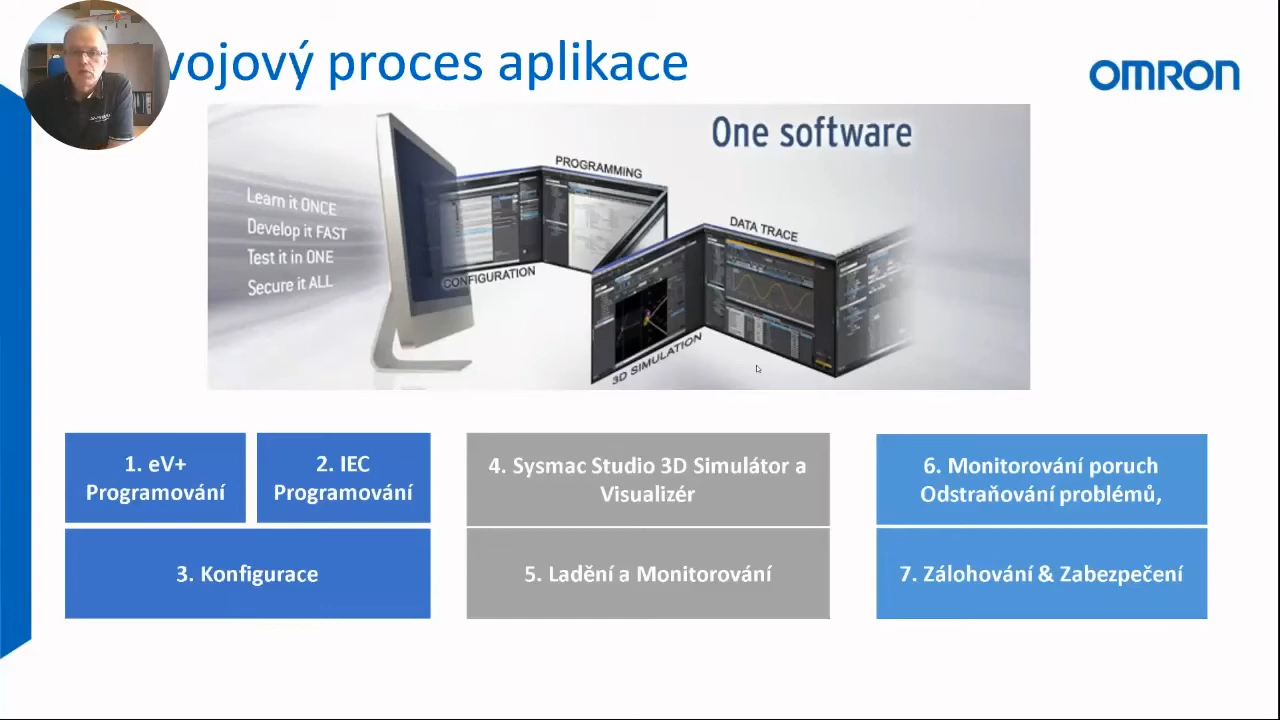 vojový proces aplikace
OMRON
One software
PROGRAMMING
Learn it ONCE
Develop it FAST
Test it in ONE
Secure it ALL
CONFIGURATION
DATA TRACE
3D SIMULATION
1. eV+
Programování
2. IEC
Programování
3. Konfigurace
4. Sysmac Studio 3D Simulátor a
Visualizér
5. Ladění a Monitorování
6. Monitorování poruch
Odstraňování problémů,
7. Zálohování & Zabezpečení